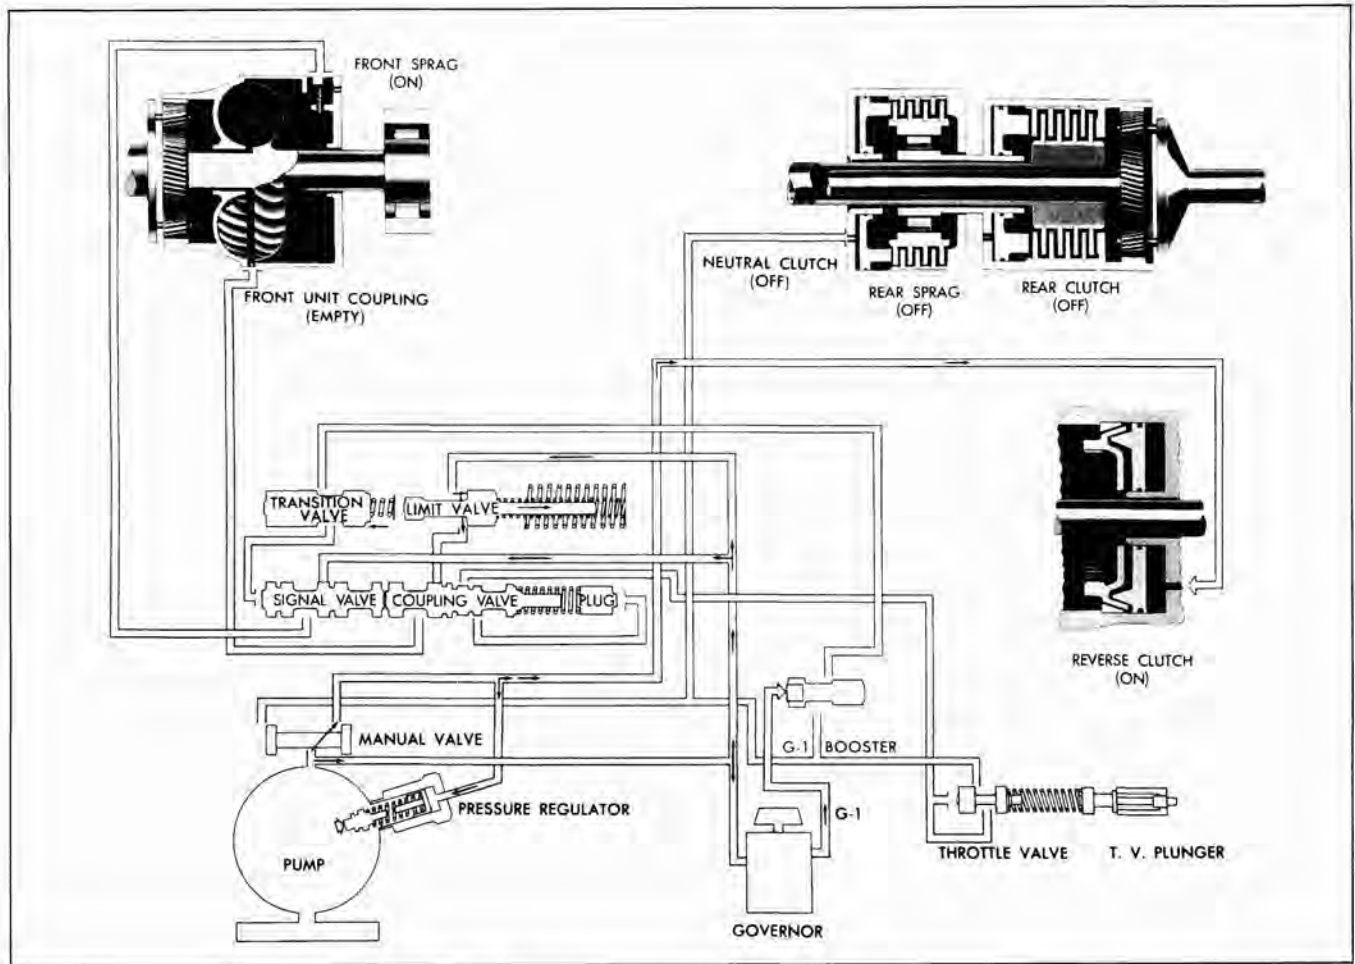 FRONT SPRAG
(ON)
FRONT UNIT COUPLING
(EMPTY)
NEUTRAL CLUTCH
(OFF)
REAR SPRAG
(OFF)
REAR CLUTCH
(OFF)
TRANSITION
VALVE
LIMIT VALVE
SIGNAL VALVE
COUPLING VALVE
PLUG
REVERSE CLUTCH
(ON)
MANUAL VALVE
G-1 BOOSTER
PRESSURE REGULATOR
G-1
PUMP
THROTTLE VALVE
T. V. PLUNGER
GOVERNOR